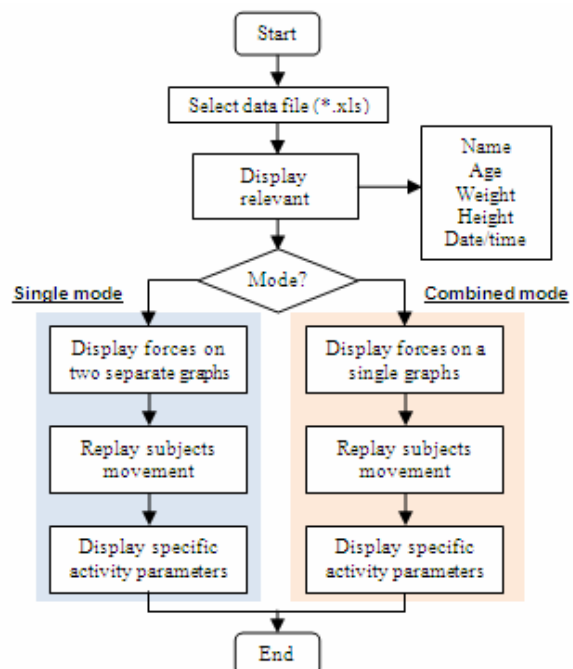 Start
Select data file (*.xls)
Display
relevant
Name
Age
Weight
Height
Date/time
Mode?
Single mode
Combined mode
Display forces on
two separate graphs
Display forces on a
single graphs
Replay subjects
movement
Replay subjects
movement
Display specific
activity parameters
Display specific
activity parameters
End